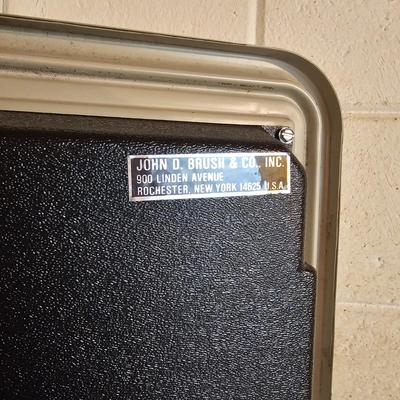 JOHN D. BRUSH & CO., INC.
900 LINDEN AVENUE
ROCHESTER, NEW YORK 14625 U.S.A.